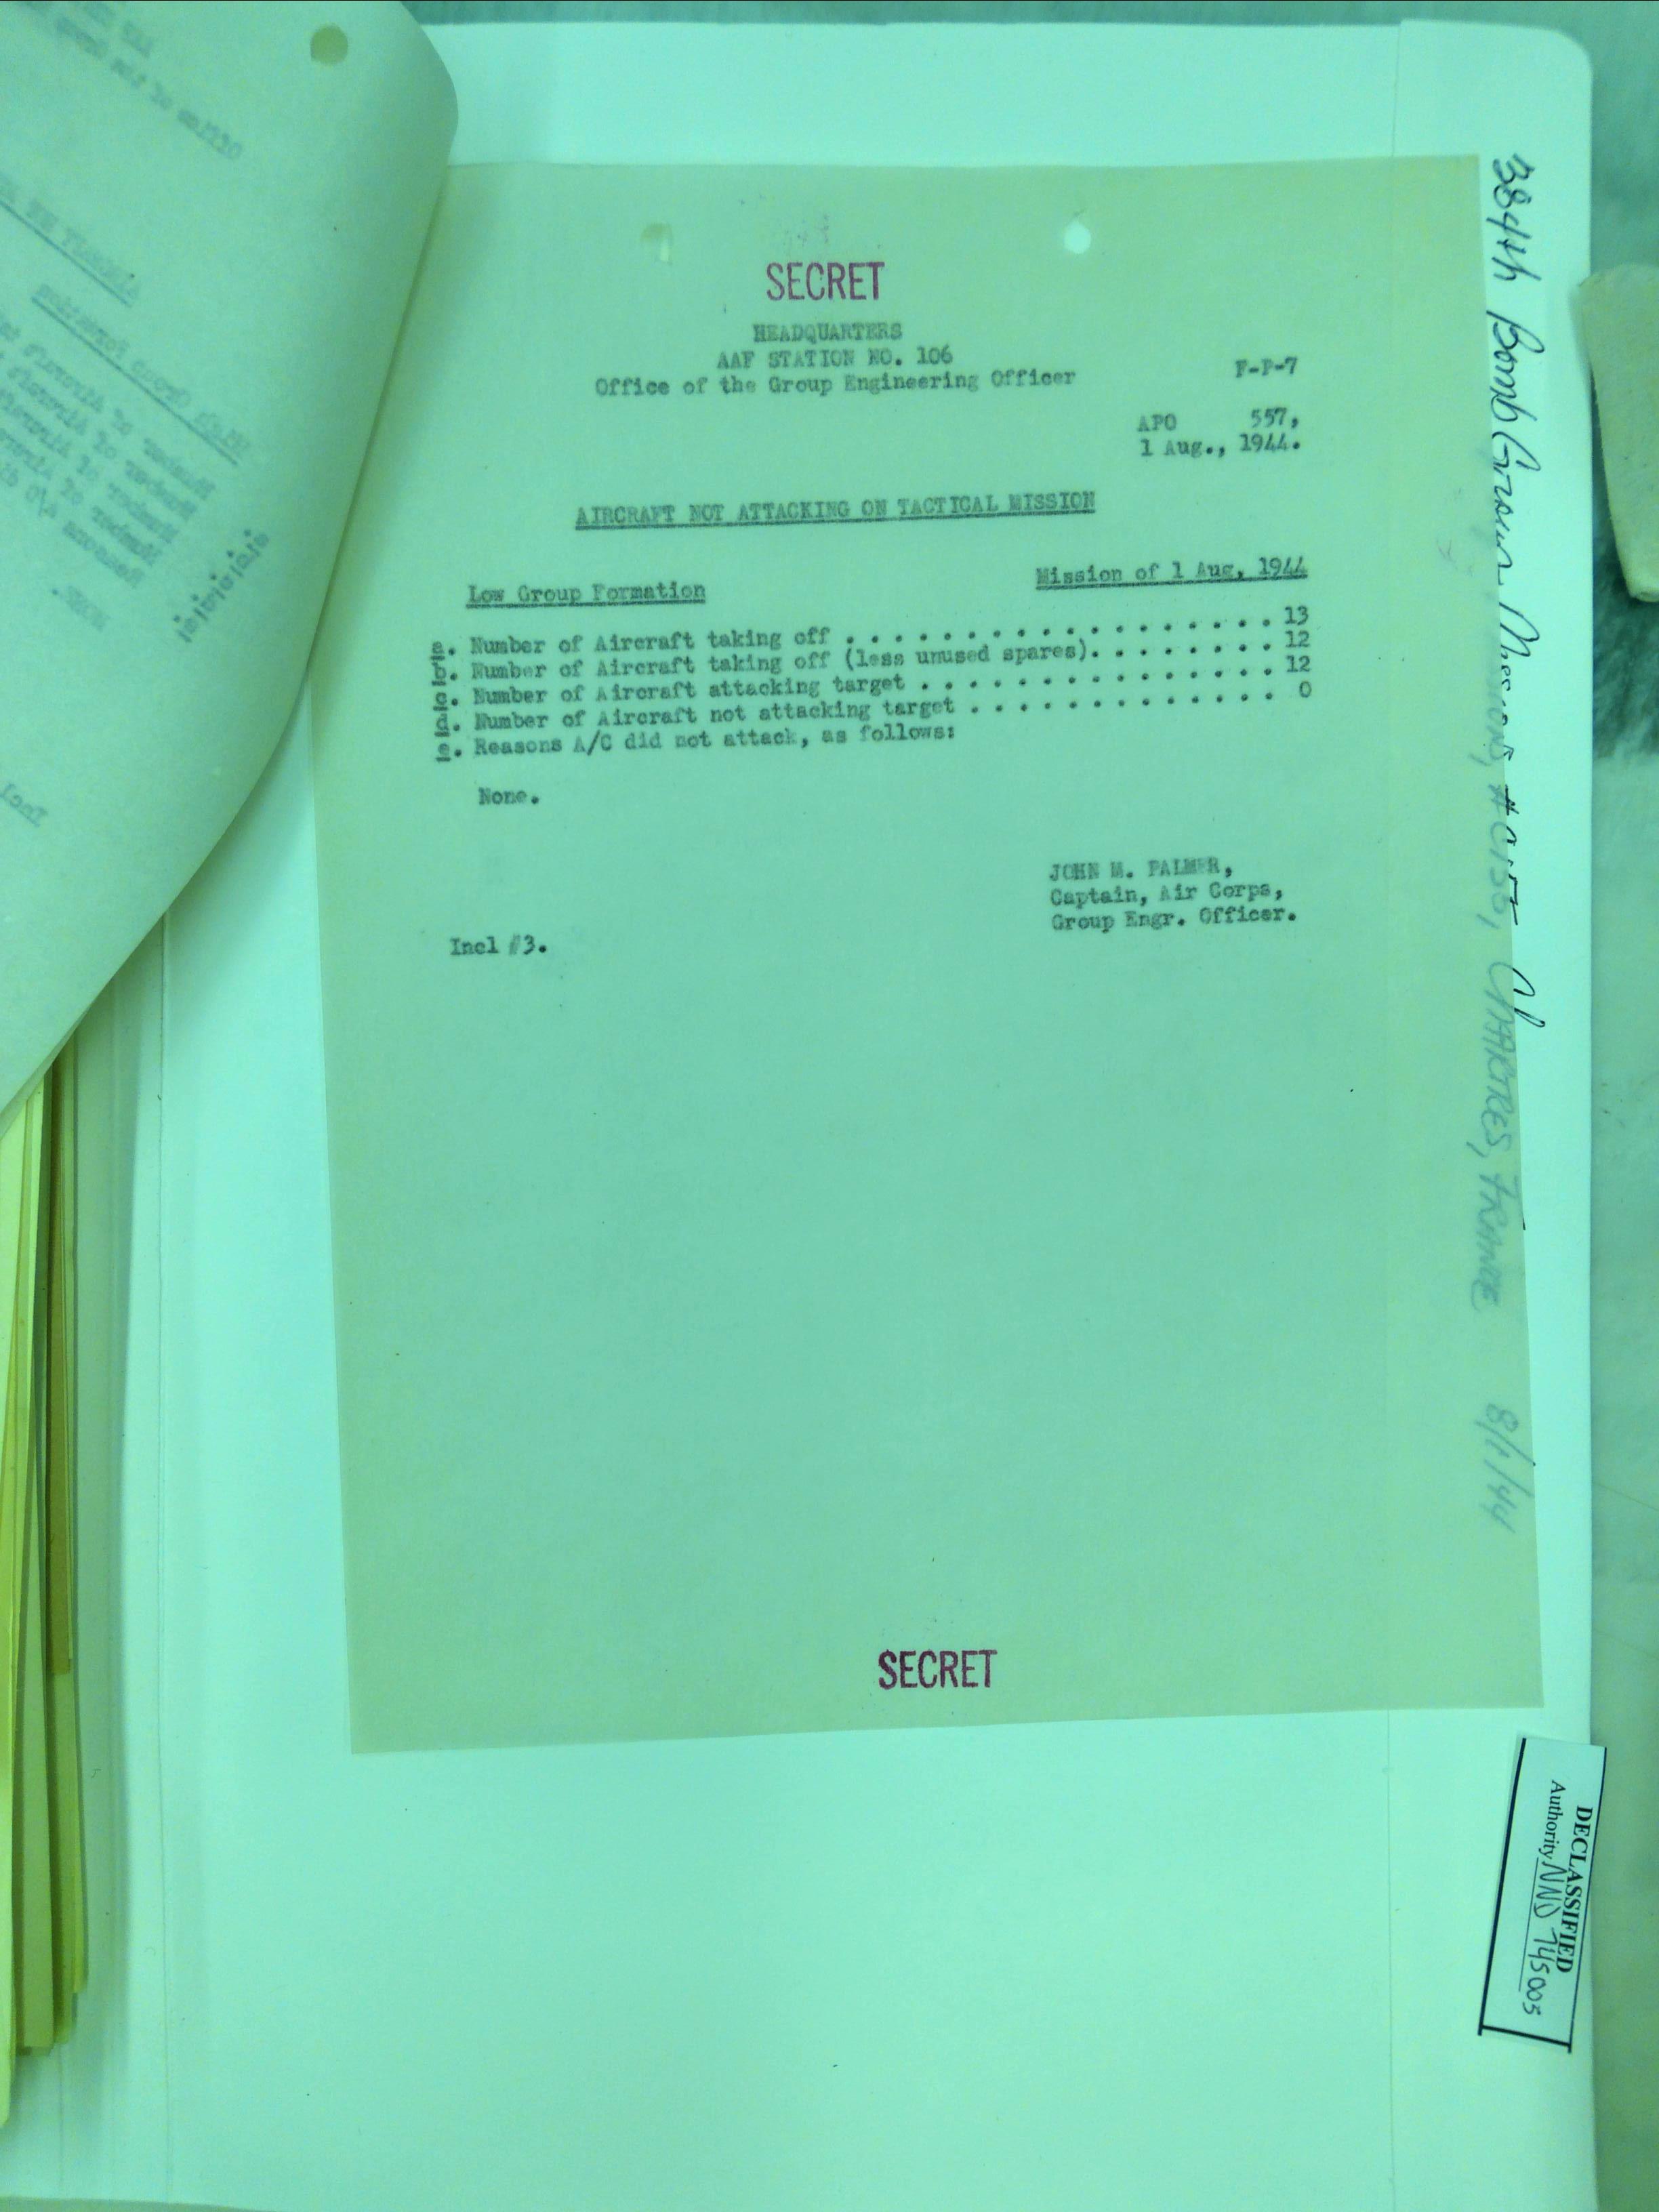 SECRET
HEADQUARTERS
AAF STATION NO. 106
Office of the Group Engineering Officer
F-P-7
APO 557,
1 Aug., 1944.
AIRCRAFT NOT ATTACKING ON TACTICAL MISSION
Low Group Formation
Mission of 1 Aug. 1944
a. Number of Aircraft taking off . . . . . . . . . . . . . . . . . . 13
b. Number of Aircraft taking off (less unused spares). . . . . . . . 12
c. Number of Aircraft attacking target . . . . . . . . . . . . . . . 12
d. Number of Aircraft not attacking target . . . . . . . . . . . . . 0
e. Reasons A/C did not attack, as follows:
None.
JOHN M. PALMER,
Captain, Air Corps,
Group Engr. Officer.
Incl #3.
SECRET
384th Bomb Group Mission
CHARTRES, FRANCE 8/1/44
DECLASSIFIED
Authority NND 745005